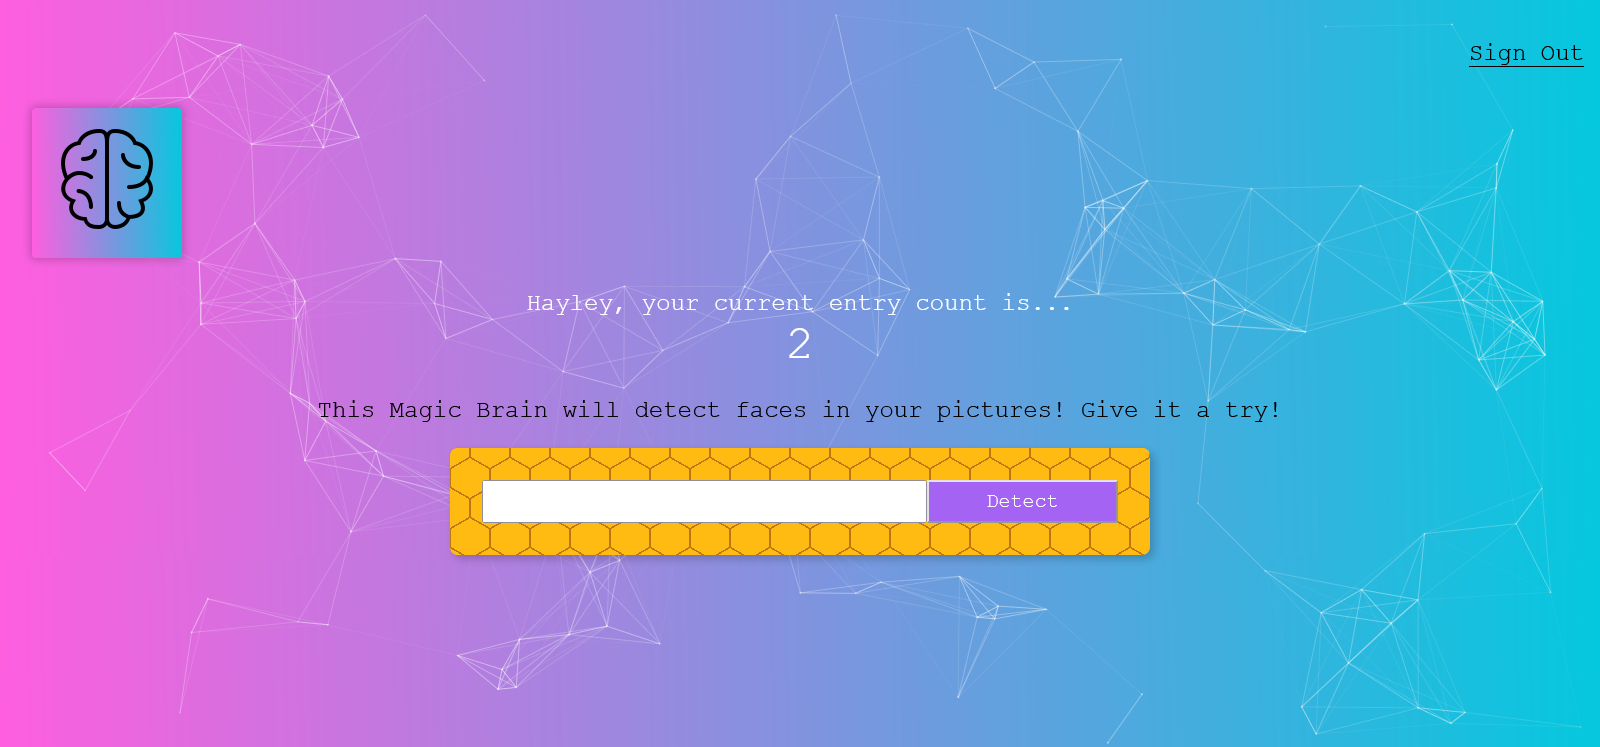 Sign Out
Hayley, your current entry count is...
2
This Magic Brain will detect faces in your pictures! Give it a try!
Detect